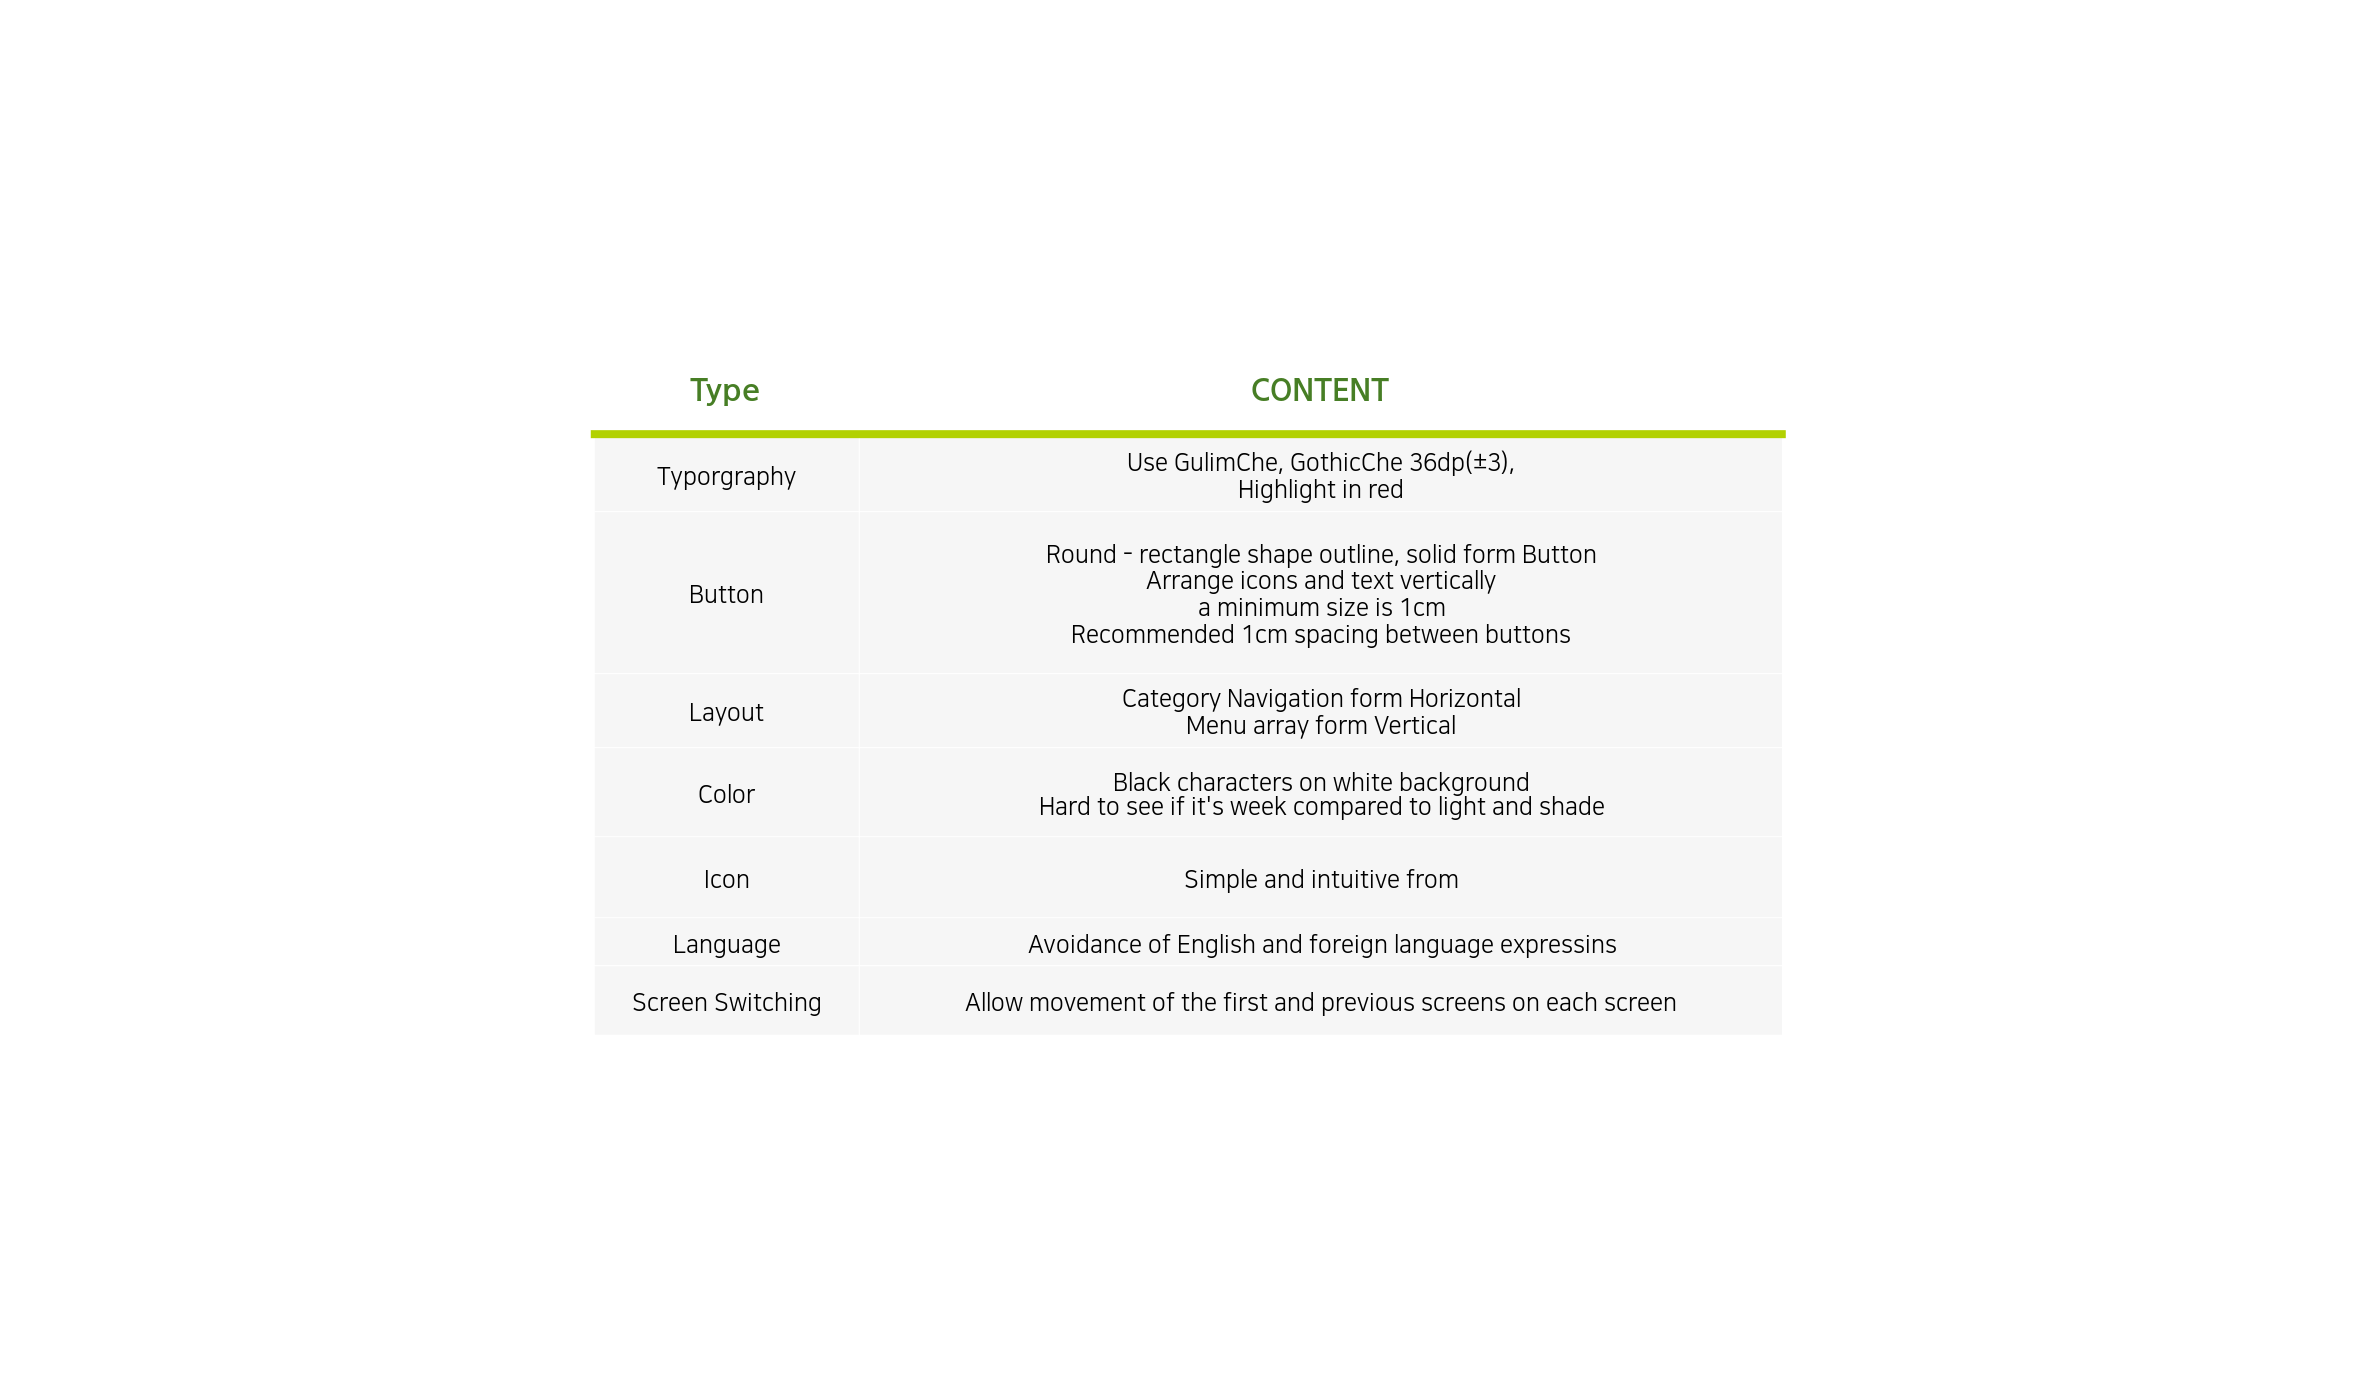 Type
CONTENT
Typorgraphy
Use GulimChe, GothicChe 36dp(±3),
Highlight in red
Button
Round - rectangle shape outline, solid form Button
Arrange icons and text vertically
a minimum size is 1cm
Recommended 1cm spacing between buttons
Layout
Category Navigation form Horizontal
Menu array form Vertical
Color
Black characters on white background
Hard to see if it's week compared to light and shade
Icon
Simple and intuitive from
Language
Avoidance of English and foreign language expressins
Screen Switching
Allow movement of the first and previous screens on each screen